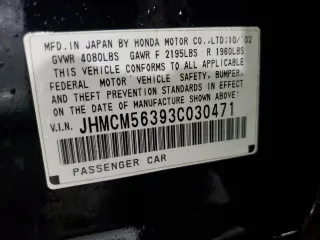 MFD. IN JAPAN BY HONDA MOTOR CO.,LTD:10/02
GVWR 4080LBS GAWR F 2195LBS R 1960LBS
THIS VEHICLE CONFORMS TO ALL APPLICABLE
FEDERAL MOTOR VEHICLE SAFETY, BUMPER,
AND THEFT PREVENTION STANDARDS IN EFFECT
ON THE DATE OF MANUFACTURE SHOWN ABOVE.
V.I.N. JHMCM56393C030471
PASSENGER CAR